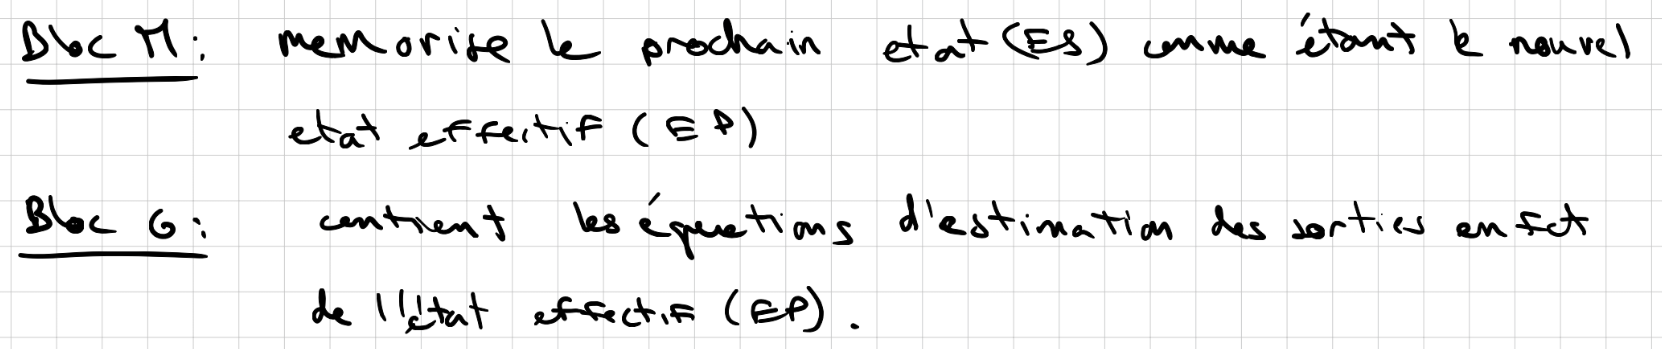 Bloc M: memorise le prochain etat (ES) comme étant le nouvel
etat effectif (EP)
Bloc G: contient les équations d'estimation des sorties en fct
de l'état effectif (EP).